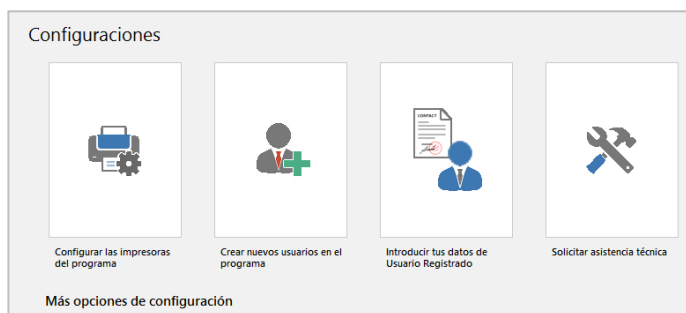 Configuraciones
CONTRACT
Configurar las impresoras
del programa
Crear nuevos usuarios en el
programa
Introducir tus datos de
Usuario Registrado
Solicitar asistencia técnica
Más opciones de configuración